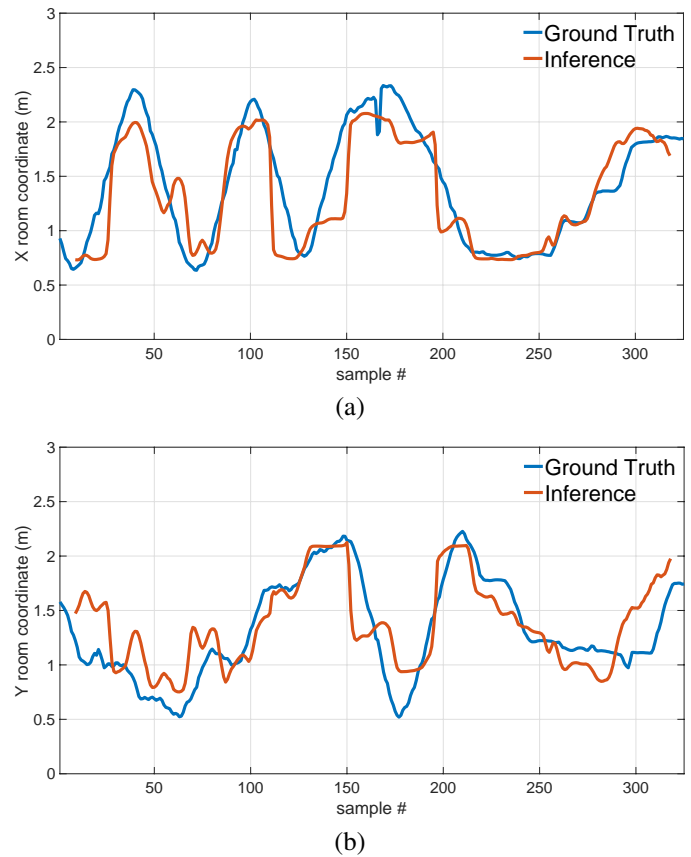 3
2.5
2
1.5
1
0.5
0
X room coordinate (m)
Ground Truth
Inference
50 100 150 200 250 300
sample #
(a)
3
2.5
2
1.5
1
0.5
0
Y room coordinate (m)
Ground Truth
Inference
50 100 150 200 250 300
sample #
(b)